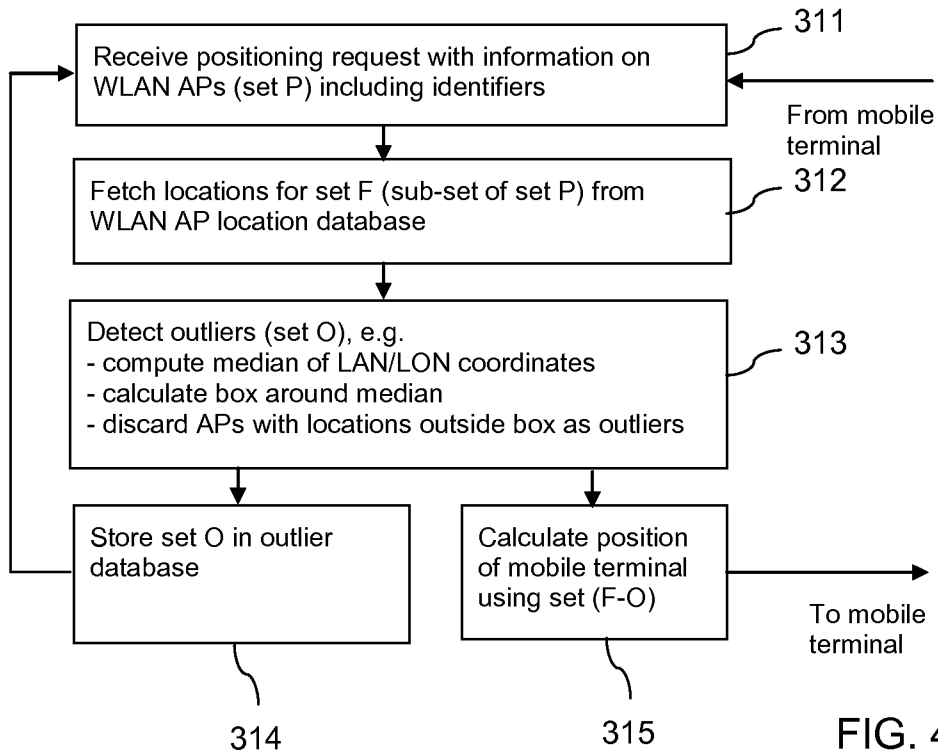 311
Receive positioning request with information on
WLAN APs (set P) including identifiers
From mobile
terminal
312
Fetch locations for set F (sub-set of set P) from
WLAN AP location database
313
Detect outliers (set O), e.g.
- compute median of LAN/LON coordinates
- calculate box around median
- discard APs with locations outside box as outliers
Store set O in outlier
database
Calculate position
of mobile terminal
using set (F-O)
To mobile
terminal
314
315
FIG. 4